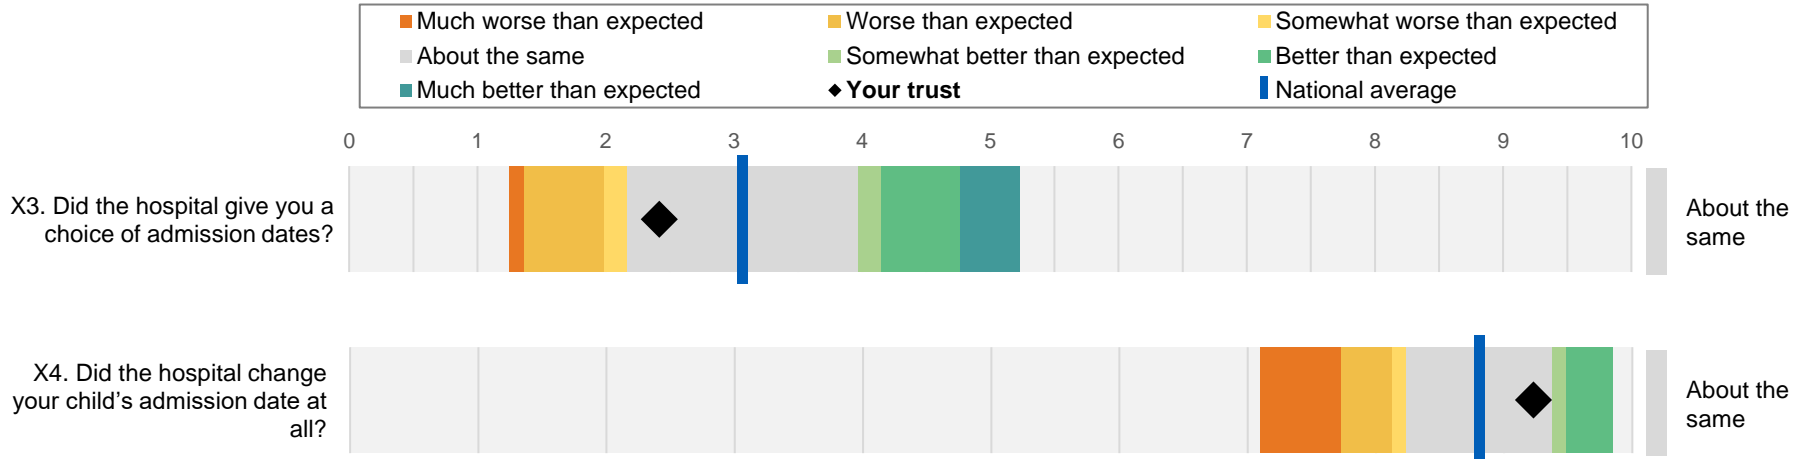 Much worse than expected Worse than expected Somewhat worse than expected
About the same Somewhat better than expected Better than expected
Much better than expected Your trust National average
0 1 2 3 4 5 6 7 8 9 10
X3. Did the hospital give you a
choice of admission dates?
About the
same
X4. Did the hospital change
your child’s admission date at
all?
About the
same